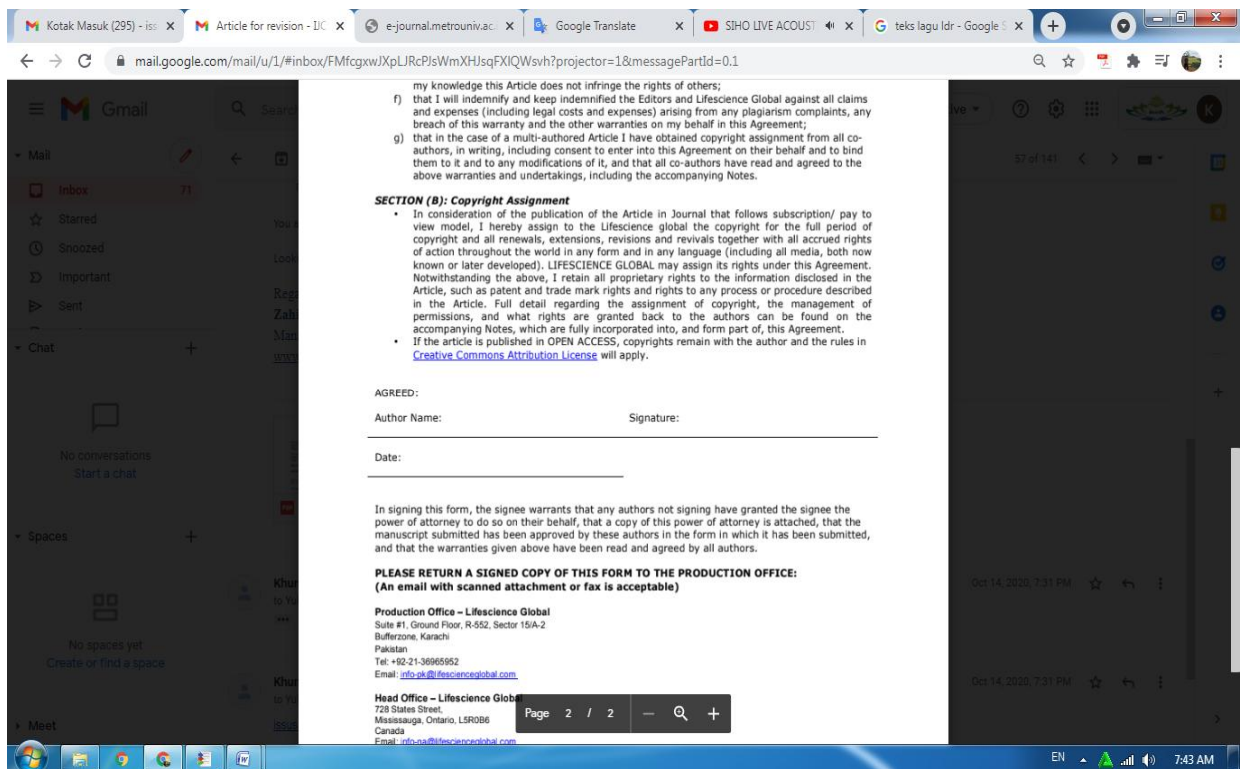 Kotak Masuk (295) - iss
Article for revision - IJC
e-journal.metrouniv.ac.i
Google Translate
SIHO LIVE ACOUST
teks lagu ldr - Google S
mail.google.com/mail/u/1/#inbox/FMfcgxwJXpLJRcPJsWmXHJsqFXlQWsvh?projector=1&messagePartId=0.1
Gmail
Mail
Inbox 71
Starred
Snoozed
Important
Sent
Chat
No conversations
Start a chat
Spaces
No spaces yet
Create or find a space
Meet
57 of 141
K
my knowledge this Article does not infringe the rights of others;
f) that I will indemnify and keep indemnified the Editors and Lifescience Global against all claims
and expenses (including legal costs and expenses) arising from any plagiarism complaints, any
breach of this warranty and the other warranties on my behalf in this Agreement;
g) that in the case of a multi-authored Article I have obtained copyright assignment from all co-
authors, in writing, including consent to enter into this Agreement on their behalf and to bind
them to it and to any modifications of it, and that all co-authors have read and agreed to the
above warranties and undertakings, including the accompanying Notes.
SECTION (B): Copyright Assignment
• In consideration of the publication of the Article in Journal that follows subscription/ pay to
view model, I hereby assign to the Lifescience global the copyright for the full period of
copyright and all renewals, extensions, revisions and revivals together with all accrued rights
of action throughout the world in any form and in any language (including all media, both now
known or later developed). LIFESCIENCE GLOBAL may assign its rights under this Agreement.
Notwithstanding the above, I retain all proprietary rights to the information disclosed in the
Article, such as patent and trade mark rights and rights to any process or procedure described
in the Article. Full detail regarding the assignment of copyright, the management of
permissions, and what rights are granted back to the authors can be found on the
accompanying Notes, which are fully incorporated into, and form part of, this Agreement.
• If the article is published in OPEN ACCESS, copyrights remain with the author and the rules in
Creative Commons Attribution License will apply.
AGREED:
Author Name: Signature:
Date:
In signing this form, the signee warrants that any authors not signing have granted the signee the
power of attorney to do so on their behalf, that a copy of this power of attorney is attached, that the
manuscript submitted has been approved by these authors in the form in which it has been submitted,
and that the warranties given above have been read and agreed by all authors.
PLEASE RETURN A SIGNED COPY OF THIS FORM TO THE PRODUCTION OFFICE:
(An email with scanned attachment or fax is acceptable)
Production Office – Lifescience Global
Suite #1, Ground Floor, R-552, Sector 15/A-2
Bufferzone, Karachi
Pakistan
Tel: +92-21-36965952
Email: info-pk@lifescienceglobal.com
Head Office – Lifescience Global
728 States Street,
Mississauga, Ontario, L5R0B6
Canada
Email: info-na@lifescienceglobal.com
Page 2 / 2
Oct 14, 2020, 7:31 PM
Oct 14, 2020, 7:31 PM
EN
7:43 AM